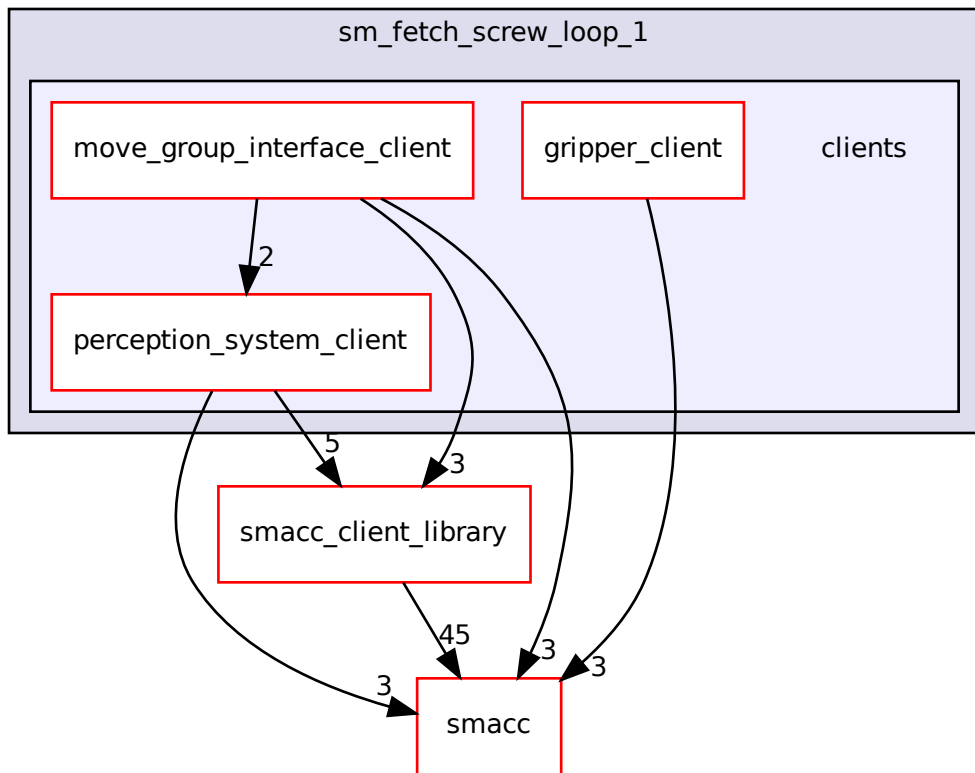 sm_fetch_screw_loop_1
move_group_interface_client
gripper_client
clients
2
perception_system_client
5
3
smacc_client_library
45
3
3
3
smacc